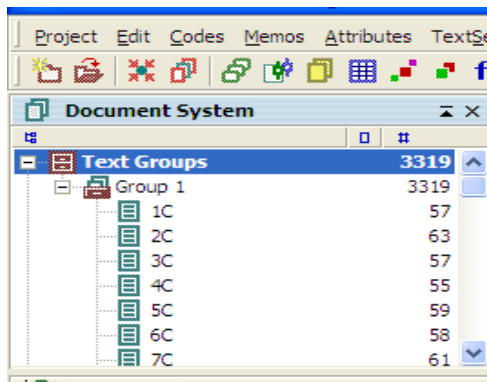 Project Edit Codes Memos Attributes TextSe
Document System
#
Text Groups 3319
Group 1 3319
1C 57
2C 63
3C 57
4C 55
5C 59
6C 58
7C 61